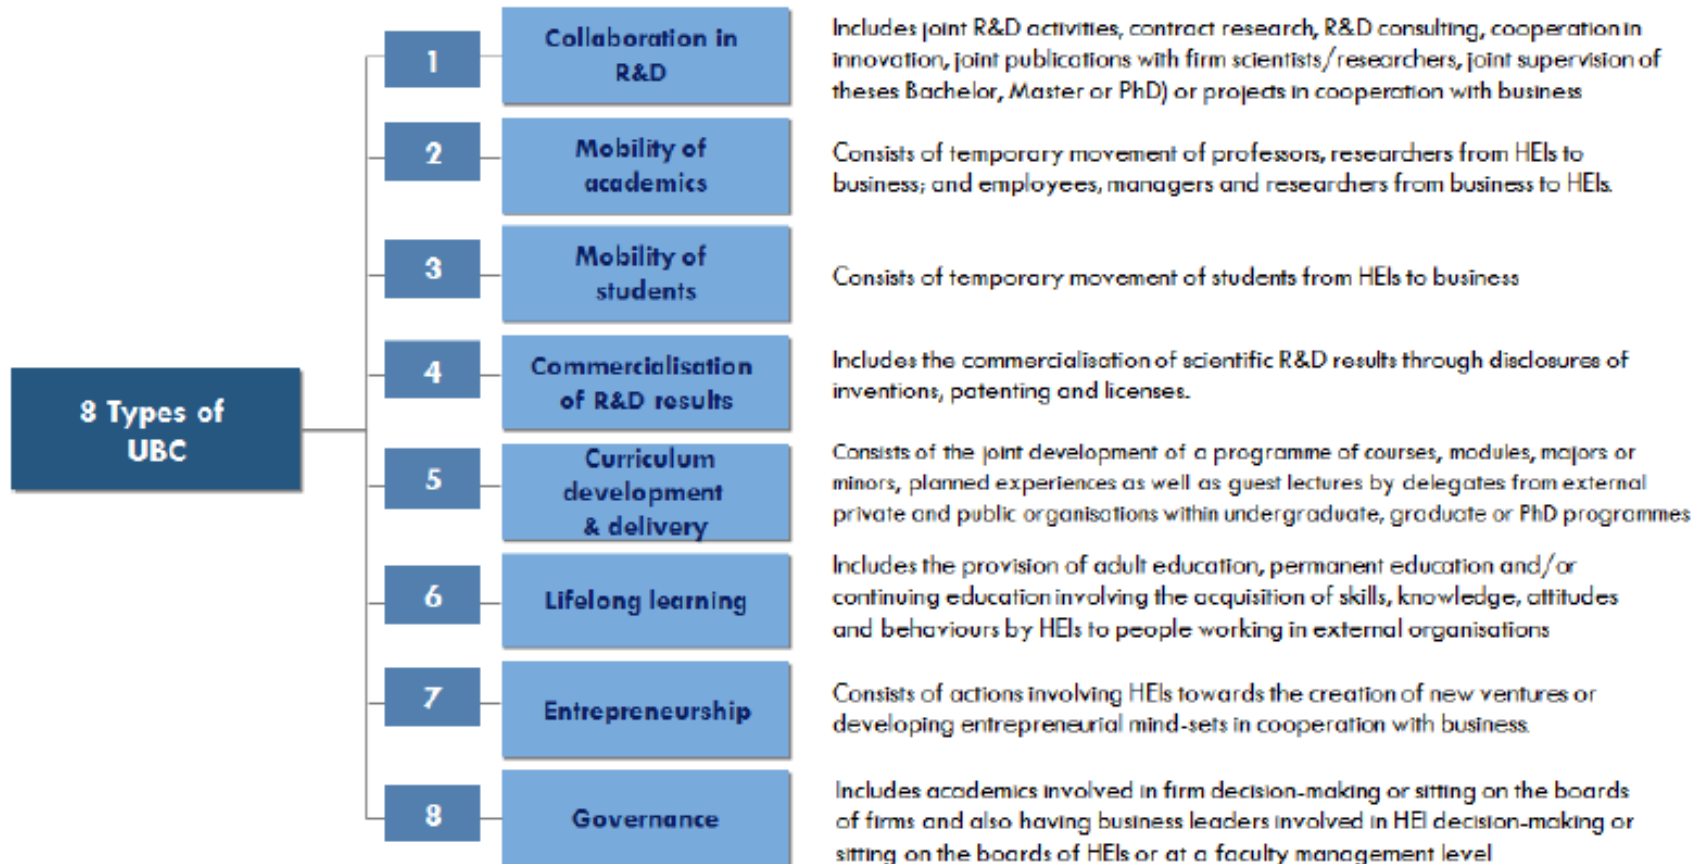 8 Types of
UBC
1
Collaboration in
R&D
Includes joint R&D activities, contract research, R&D consulting, cooperation in
innovation, joint publications with firm scientists/researchers, joint supervision of
theses Bachelor, Master or PhD) or projects in cooperation with business
2
Mobility of
academics
Consists of temporary movement of professors, researchers from HEIs to
business; and employees, managers and researchers from business to HEIs.
3
Mobility of
students
Consists of temporary movement of students from HEIs to business
4
Commercialisation
of R&D results
Includes the commercialisation of scientific R&D results through disclosures of
inventions, patenting and licenses.
5
Curriculum
development
& delivery
Consists of the joint development of a programme of courses, modules, majors or
minors, planned experiences as well as guest lectures by delegates from external
private and public organisations within undergraduate, graduate or PhD programmes
6
Lifelong learning
Includes the provision of adult education, permanent education and/or
continuing education involving the acquisition of skills, knowledge, attitudes
and behaviours by HEIs to people working in external organisations
7
Entrepreneurship
Consists of actions involving HEIs towards the creation of new ventures or
developing entrepreneurial mind-sets in cooperation with business.
8
Governance
Includes academics involved in firm decision-making or sitting on the boards
of firms and also having business leaders involved in HEI decision-making or
sitting on the boards of HEIs or at a faculty management level